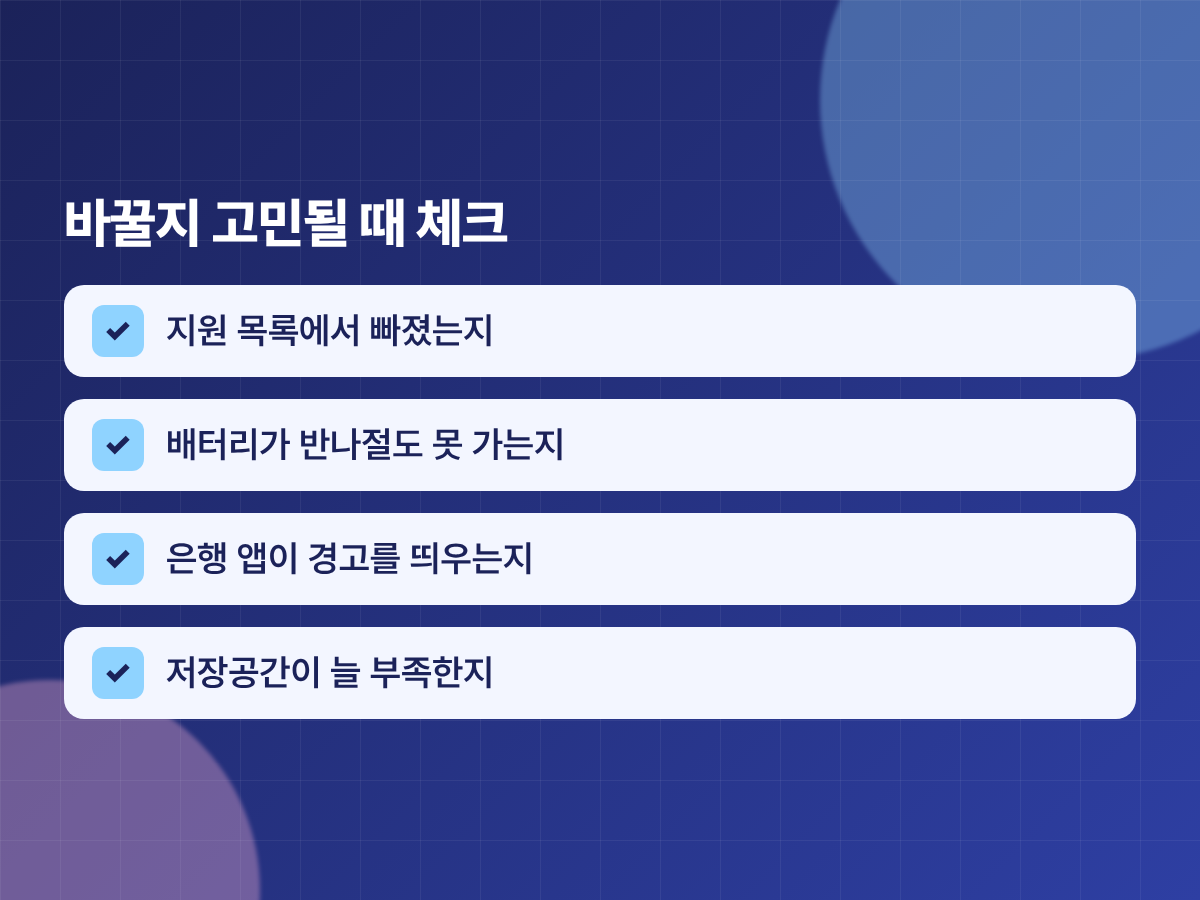 바꿀지 고민될 때 체크
지원 목록에서 빠졌는지
배터리가 반나절도 못 가는지
은행 앱이 경고를 띄우는지
저장공간이 늘 부족한지